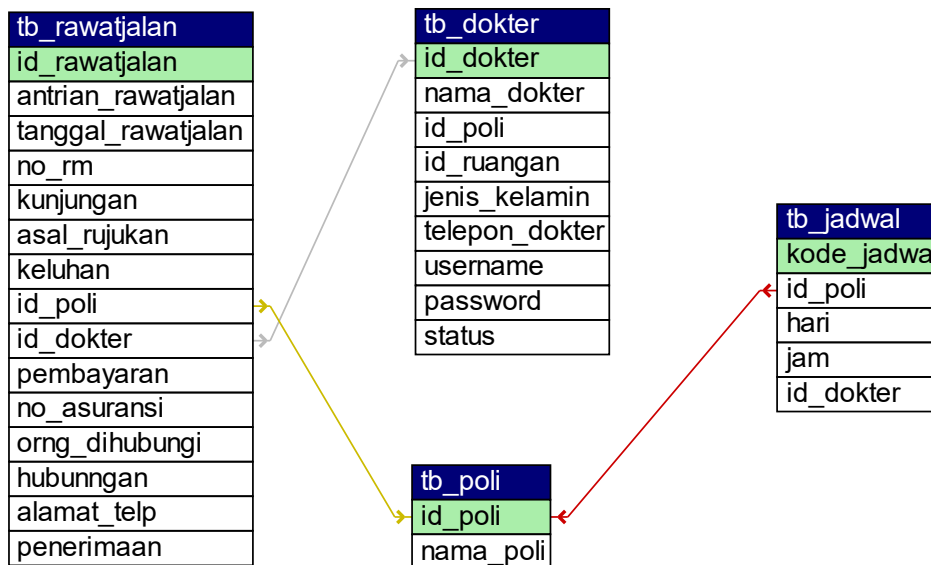 tb_rawatjalan
id_rawatjalan
antrian_rawatjalan
tanggal_rawatjalan
no_rm
kunjungan
asal_rujukan
keluhan
id_poli
id_dokter
pembayaran
no_asuransi
orng_dihubungi
hubunngan
alamat_telp
penerimaan
tb_dokter
id_dokter
nama_dokter
id_poli
id_ruangan
jenis_kelamin
telepon_dokter
username
password
status
tb_poli
id_poli
nama_poli
tb_jadwal
kode_jadwa
id_poli
hari
jam
id_dokter